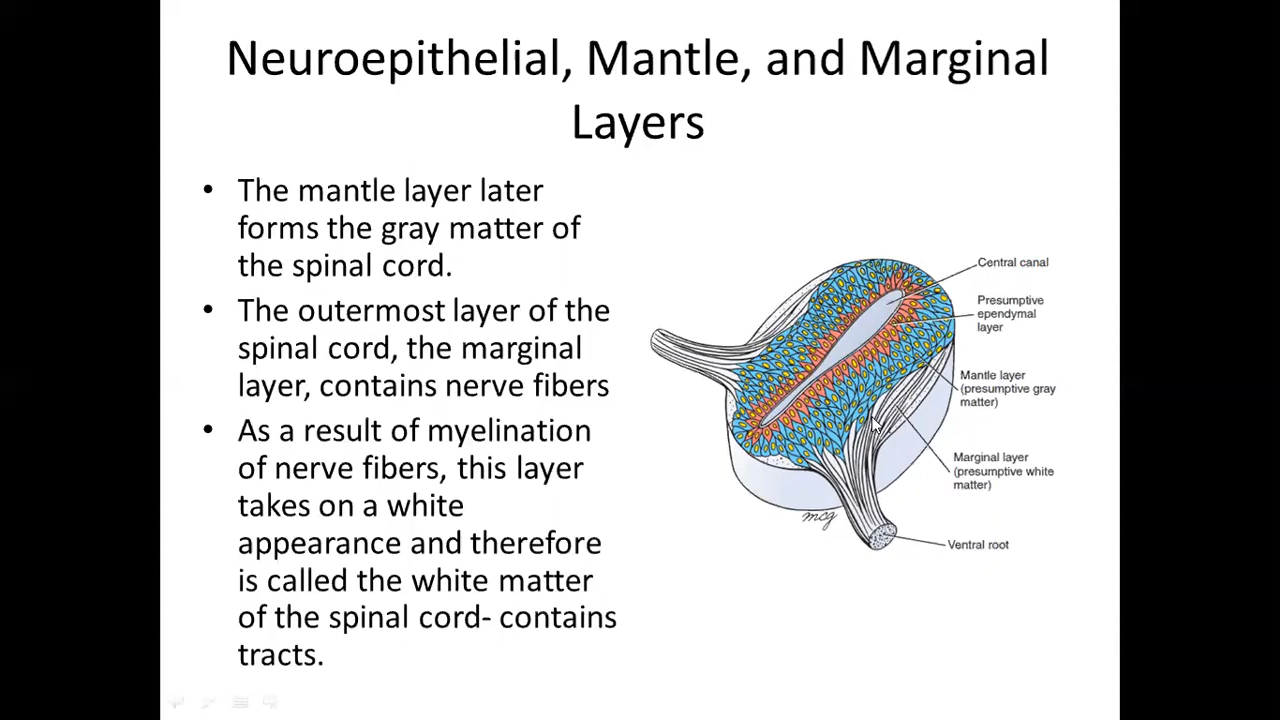 Neuroepithelial, Mantle, and Marginal
Layers
• The mantle layer later
forms the gray matter of
the spinal cord.
• The outermost layer of the
spinal cord, the marginal
layer, contains nerve fibers
• As a result of myelination
of nerve fibers, this layer
takes on a white
appearance and therefore
is called the white matter
of the spinal cord- contains
tracts.
Central canal
Presumptive
ependymal
layer
Mantle layer
(presumptive gray
matter)
Marginal layer
(presumptive white
matter)
mcg
Ventral root